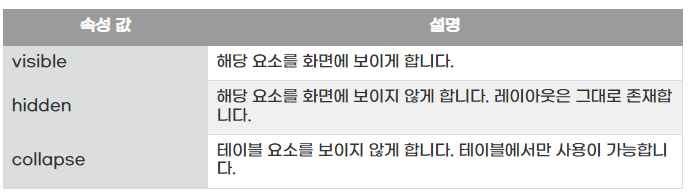 속성 값 설명
visible 해당 요소를 화면에 보이게 합니다.
hidden 해당 요소를 화면에 보이지 않게 합니다. 레이아웃은 그대로 존재합
니다.
collapse 테이블 요소를 보이지 않게 합니다. 테이블에서만 사용이 가능합니
다.